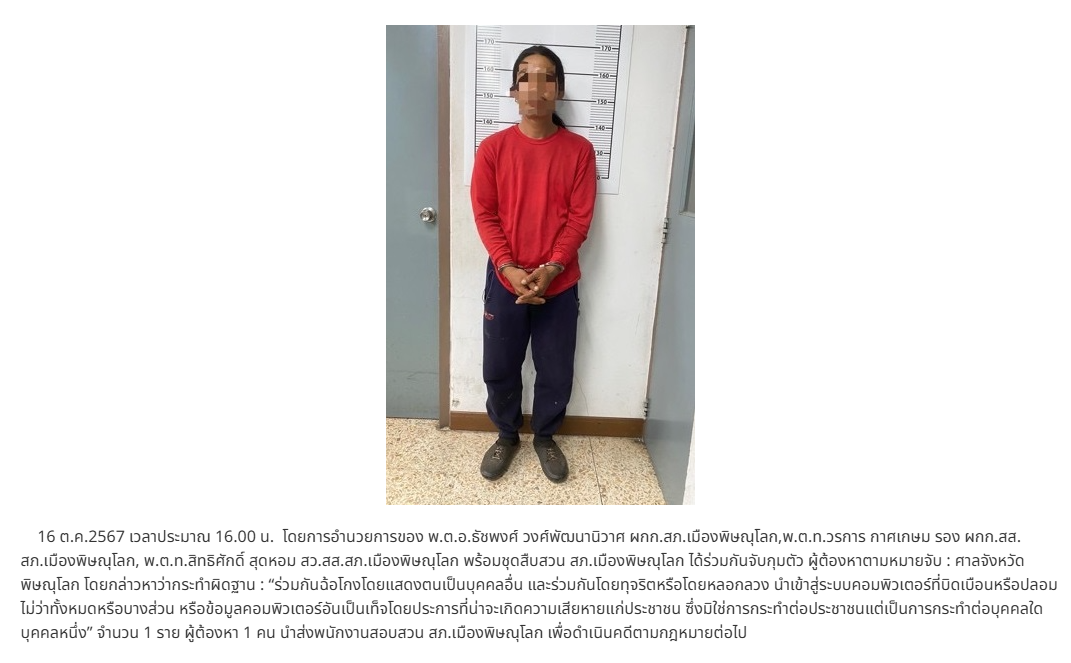 170 170
160 160
150 150
140 140
30
0
16 ต.ค.2567 เวลาประมาณ 16.00 น. โดยการอำนวยการของ พ.ต.อ.ธัชพงศ์ วงศ์พัฒนานิวาศ ผกก.สภ.เมืองพิษณุโลก,พ.ต.ท.วรการ กาศเกษม รอง ผกก.สส.
สภ.เมืองพิษณุโลก, พ.ต.ท.สิทธิศักดิ์ สุดหอม สว.สส.สภ.เมืองพิษณุโลก พร้อมชุดสืบสวน สภ.เมืองพิษณุโลก ได้ร่วมกันจับกุมตัว ผู้ต้องหาตามหมายจับ : ศาลจังหวัด
พิษณุโลก โดยกล่าวหาว่ากระทำผิดฐาน : “ร่วมกันฉ้อโกงโดยแสดงตนเป็นบุคคลอื่น และร่วมกันโดยทุจริตหรือโดยหลอกลวง นำเข้าสู่ระบบคอมพิวเตอร์ที่บิดเบือนหรือปลอม
ไม่ว่าทั้งหมดหรือบางส่วน หรือข้อมูลคอมพิวเตอร์อันเป็นเท็จโดยประการที่น่าจะเกิดความเสียหายแก่ประชาชน ซึ่งมิใช่การกระทำต่อประชาชนแต่เป็นการกระทำต่อบุคคลใด
บุคคลหนึ่ง” จำนวน 1 ราย ผู้ต้องหา 1 คน นำส่งพนักงานสอบสวน สภ.เมืองพิษณุโลก เพื่อดำเนินคดีตามกฎหมายต่อไป